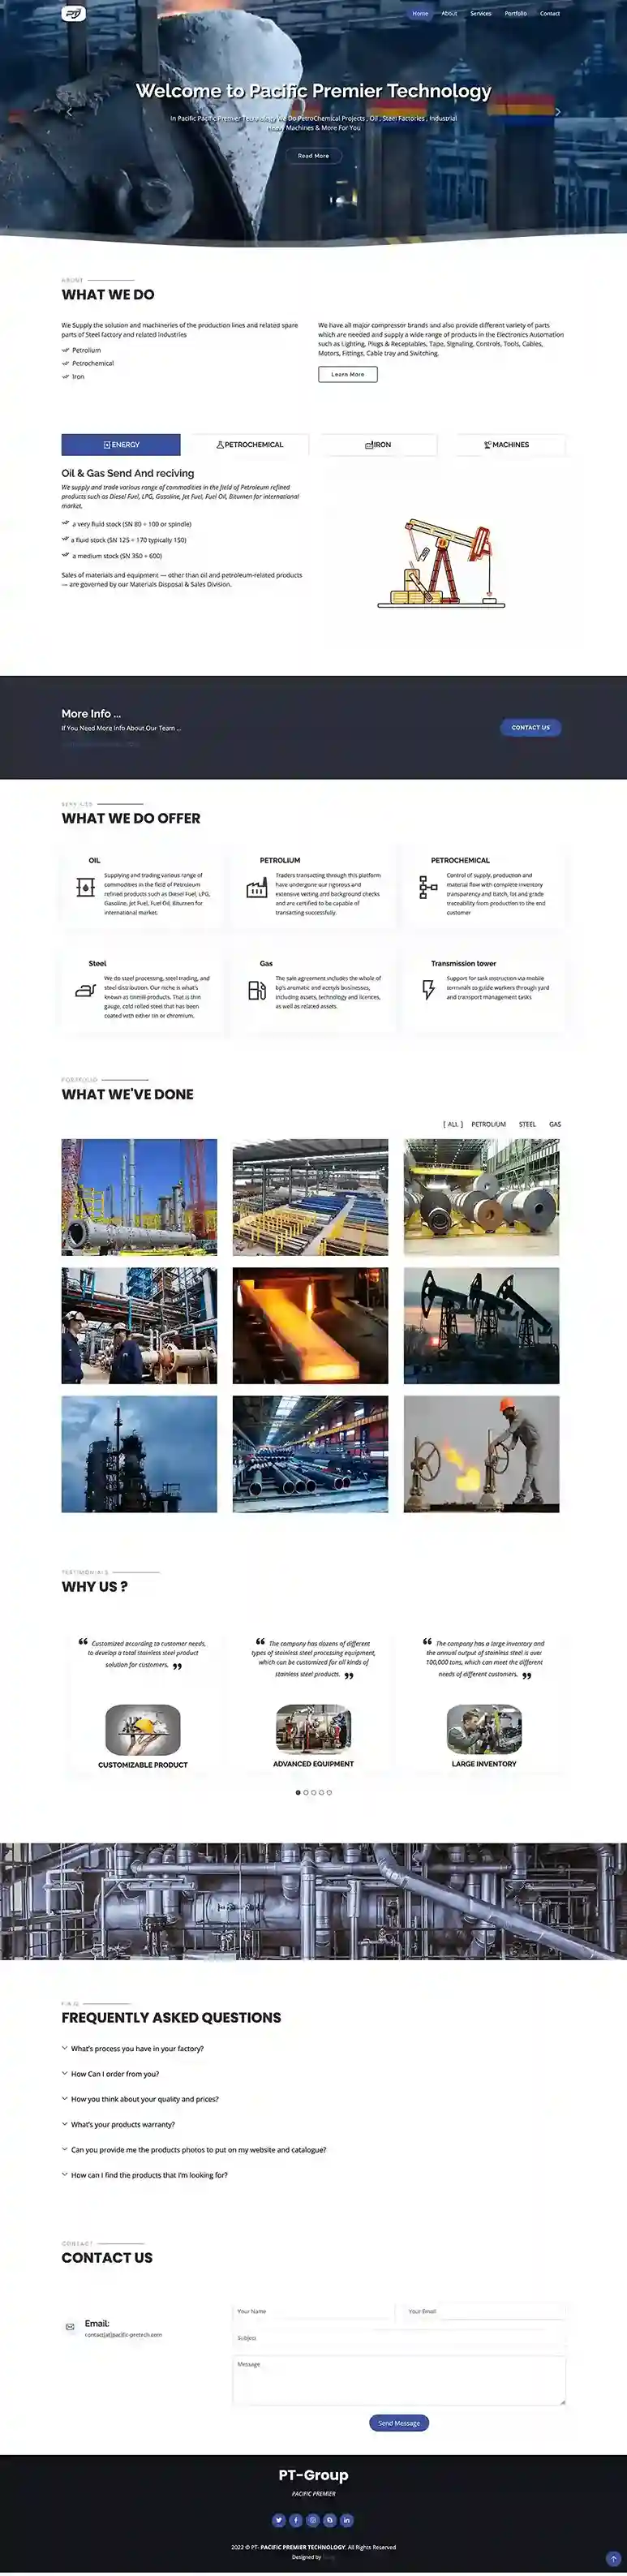 PT
Home About Services Portfolio Contact
Welcome to Pacific Premier Technology
In Pacific Pacific Premier Technology We Do PetroChemical Projects , Oil , Steel Factories , Industrial
Machines & More For You
Read More
ABOUT
WHAT WE DO
We Supply the solution and machineries of the production lines and related spare
parts of Steel factory and related industries
Petrolium
Petrochemical
Iron
We have all major compressor brands and also provide different variety of parts
which are needed and supply a wide range of products in the Electronics Automation
such as Lighting, Plugs & Receptables, Tape, Signaling, Controls, Tools, Cables,
Motors, Fittings, Cable tray and Switching.
Learn More
ENERGY
PETROCHEMICAL
IRON
MACHINES
Oil & Gas Send And reciving
We supply and trade various range of commodities in the field of Petroleum refined
products such as Diesel Fuel, LPG, Gasoline, Jet Fuel, Fuel Oil, Bitumen for international
market.
a very fluid stock (SN 80 ÷ 100 or spindle)
a fluid stock (SN 125 ÷ 170 typically 150)
a medium stock (SN 350 ÷ 600)
Sales of materials and equipment — other than oil and petroleum-related products
— are governed by our Materials Disposal & Sales Division.
More Info ...
If You Need More Info About Our Team ...
CONTACT US
SERVICES
WHAT WE DO OFFER
OIL
Supplying and trading various range of
commodities in the field of Petroleum
refined products such as Diesel Fuel, LPG,
Gasoline, Jet Fuel, Fuel Oil, Bitumen for
international market.
PETROLIUM
Traders transacting through this platform
have undergone our rigorous and
extensive vetting and background checks
and are certified to be capable of
transacting successfully.
PETROCHEMICAL
Control of supply, production and
material flow with complete inventory
transparency and Batch, lot and grade
traceability from production to the end
customer
Steel
We do steel processing, steel trading, and
steel distribution. Our niche is what's
known as tinmill products. That is thin
gauge, cold rolled steel that has been
coated with either tin or chromium.
Gas
The sale agreement includes the whole of
bp's aromatic and acetyls businesses,
including assets, technology and licences,
as well as related assets.
Transmission tower
Support for task instruction via mobile
terminals to guide workers through yard
and transport management tasks
PORTFOLIO
WHAT WE'VE DONE
[ ALL ] PETROLIUM STEEL GAS
TESTIMONIALS
WHY US ?
Customized according to customer needs,
to develop a total stainless steel product
solution for customers.
CUSTOMIZABLE PRODUCT
The company has dozens of different
types of stainless steel processing equipment,
which can be customized for all kinds of
stainless steel products.
ADVANCED EQUIPMENT
The company has a large inventory and
the annual output of stainless steel is over
100,000 tons, which can meet the different
needs of different customers.
LARGE INVENTORY
F.A.Q
FREQUENTLY ASKED QUESTIONS
What's process you have in your factory?
How Can I order from you?
How you think about your quality and prices?
What's your products warranty?
Can you provide me the products photos to put on my website and catalogue?
How can I find the products that i'm looking for?
CONTACT
CONTACT US
Email:
contact[at]pacific-pretech.com
Your Name
Your Email
Subject
Message
Send Message
PT-Group
PACIFIC PREMIER
2022 © PT- PACIFIC PREMIER TECHNOLOGY. All Rights Reserved
Designed by